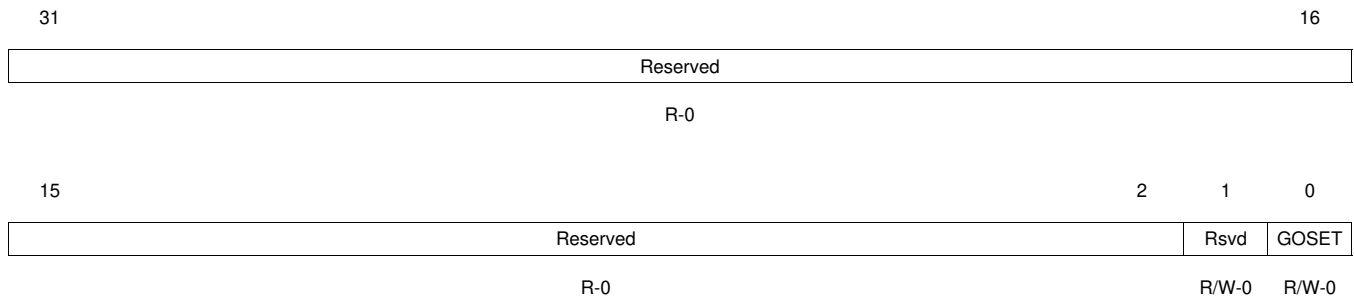 31 16
Reserved
R-0
15 2 1 0
Reserved Rsvd GOSET
R-0 R/W-0 R/W-0